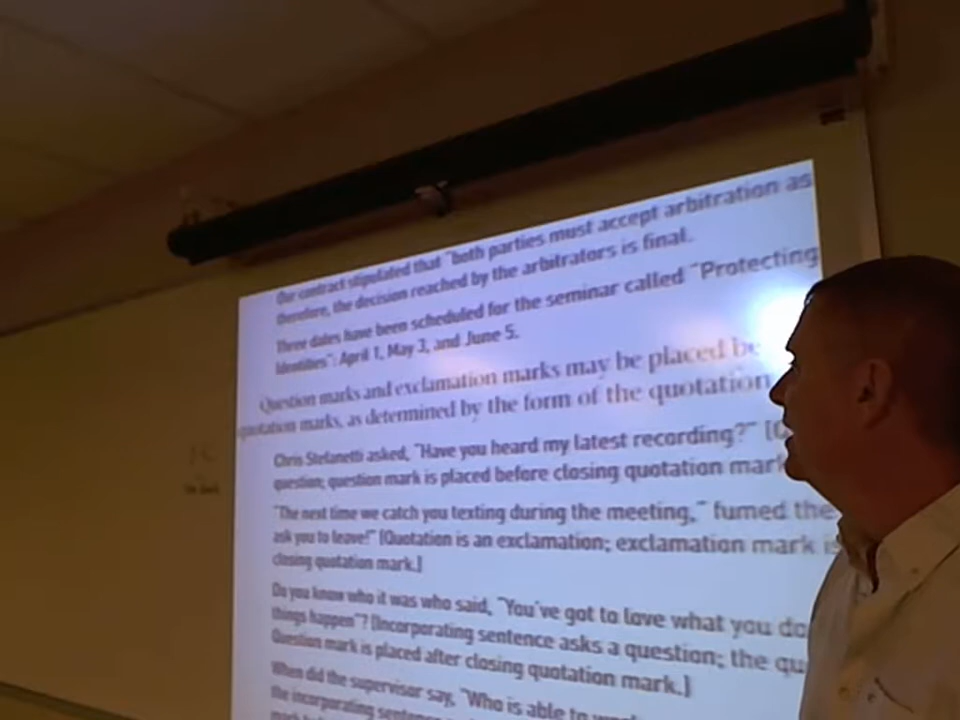 Our contract stipulated that "both parties must accept arbitration as
therefore, the decision reached by the arbitrators is final.
Three dates have been scheduled for the seminar called "Protecting
Identities": April 1, May 3, and June 5.
Question marks and exclamation marks may be placed be
quotation marks, as determined by the form of the quotation
Chris Stefanetti asked, "Have you heard my latest recording?" [
question; question mark is placed before closing quotation mark
"The next time we catch you texting during the meeting," fumed the
ask you to leave!" [Quotation is an exclamation; exclamation mark is
closing quotation mark.]
Do you know who it was who said, "You've got to love what you do
things happen"? [Incorporating sentence asks a question; the qu
Question mark is placed after closing quotation mark.]
When did the supervisor say, "Who is able to
the incorporating sentence